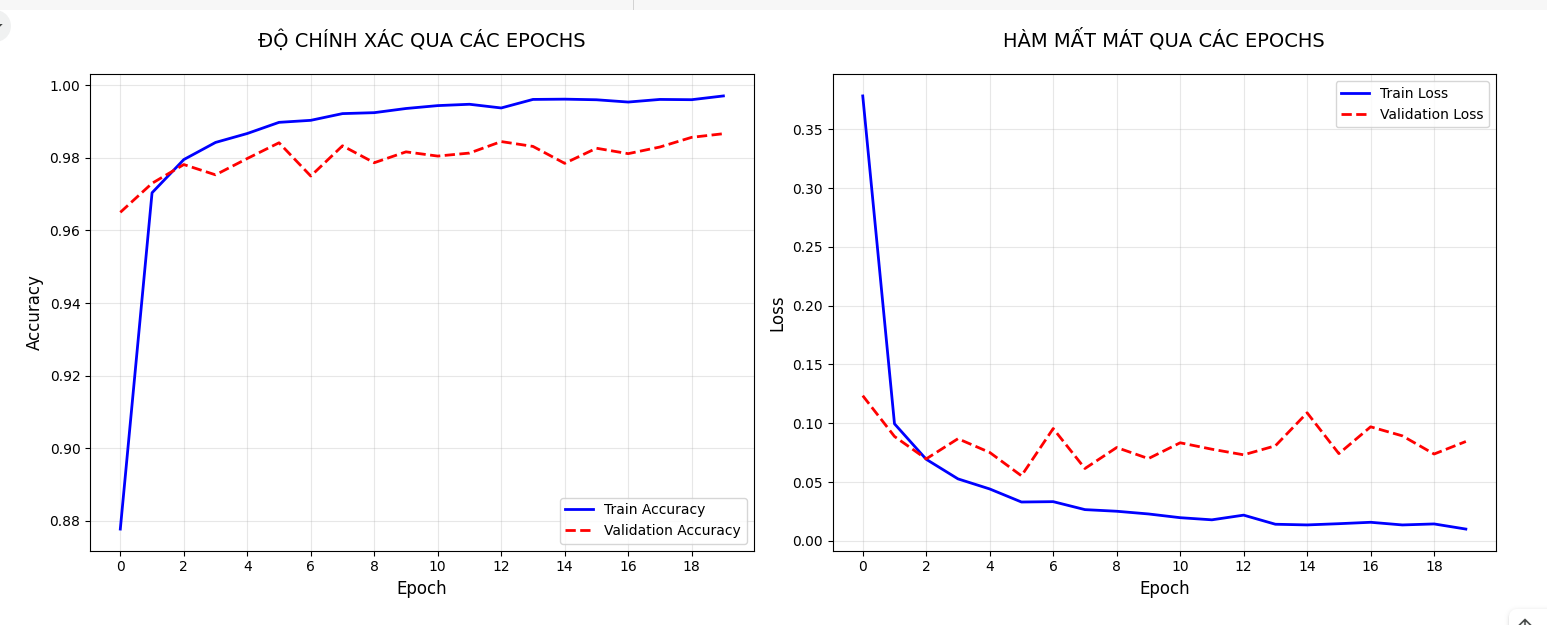 ĐỘ CHÍNH XÁC QUA CÁC EPOCHS
1.00
0.98
0.96
0.94
0.92
0.90
0.88
Accuracy
Train Accuracy
Validation Accuracy
0 2 4 6 8 10 12 14 16 18
Epoch
HÀM MẤT MÁT QUA CÁC EPOCHS
Train Loss
Validation Loss
0.35
0.30
0.25
0.20
0.15
0.10
0.05
0.00
Loss
0 2 4 6 8 10 12 14 16 18
Epoch